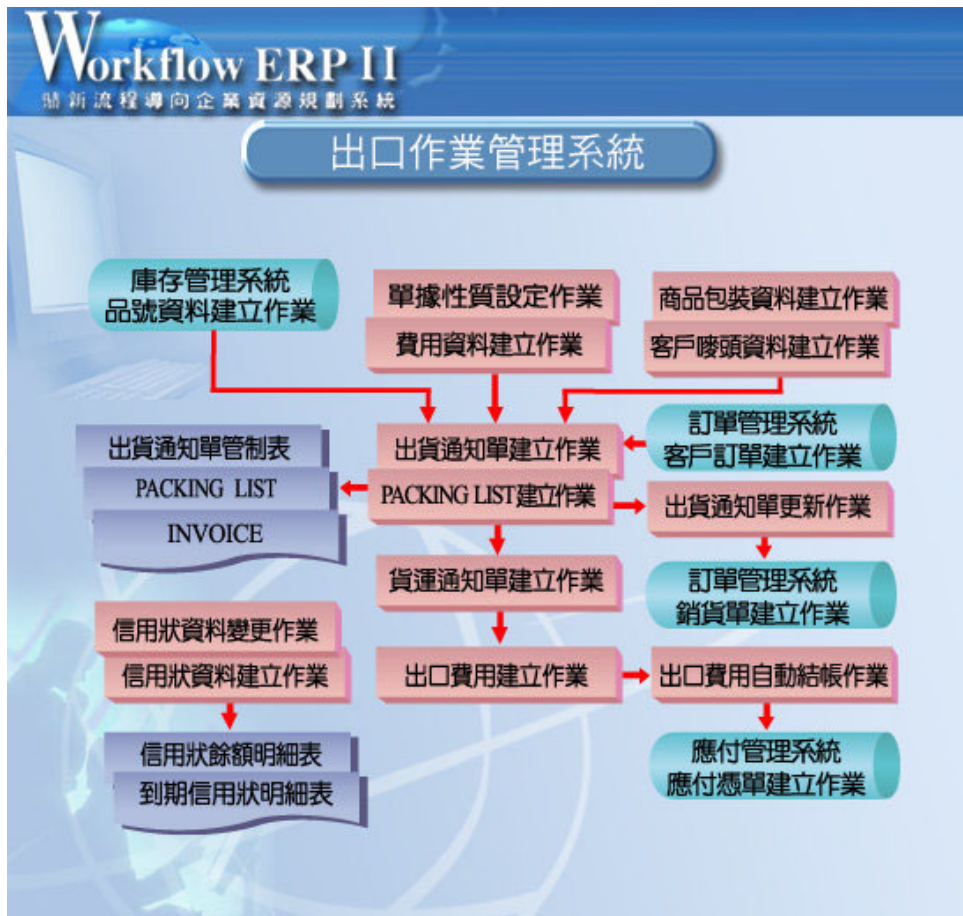 Workflow ERP II
鼎新流程導向企業資源規劃系統
出口作業管理系統
庫存管理系統
品號資料建立作業
單據性質設定作業
費用資料建立作業
商品包裝資料建立作業
客戶嘜頭資料建立作業
出貨通知單管制表
PACKING LIST
INVOICE
出貨通知單建立作業
PACKING LIST建立作業
訂單管理系統
客戶訂單建立作業
出貨通知單更新作業
貨運通知單建立作業
訂單管理系統
銷貨單建立作業
信用狀資料變更作業
信用狀資料建立作業
出口費用建立作業
出口費用自動結帳作業
信用狀餘額明細表
到期信用狀明細表
應付管理系統
應付憑單建立作業